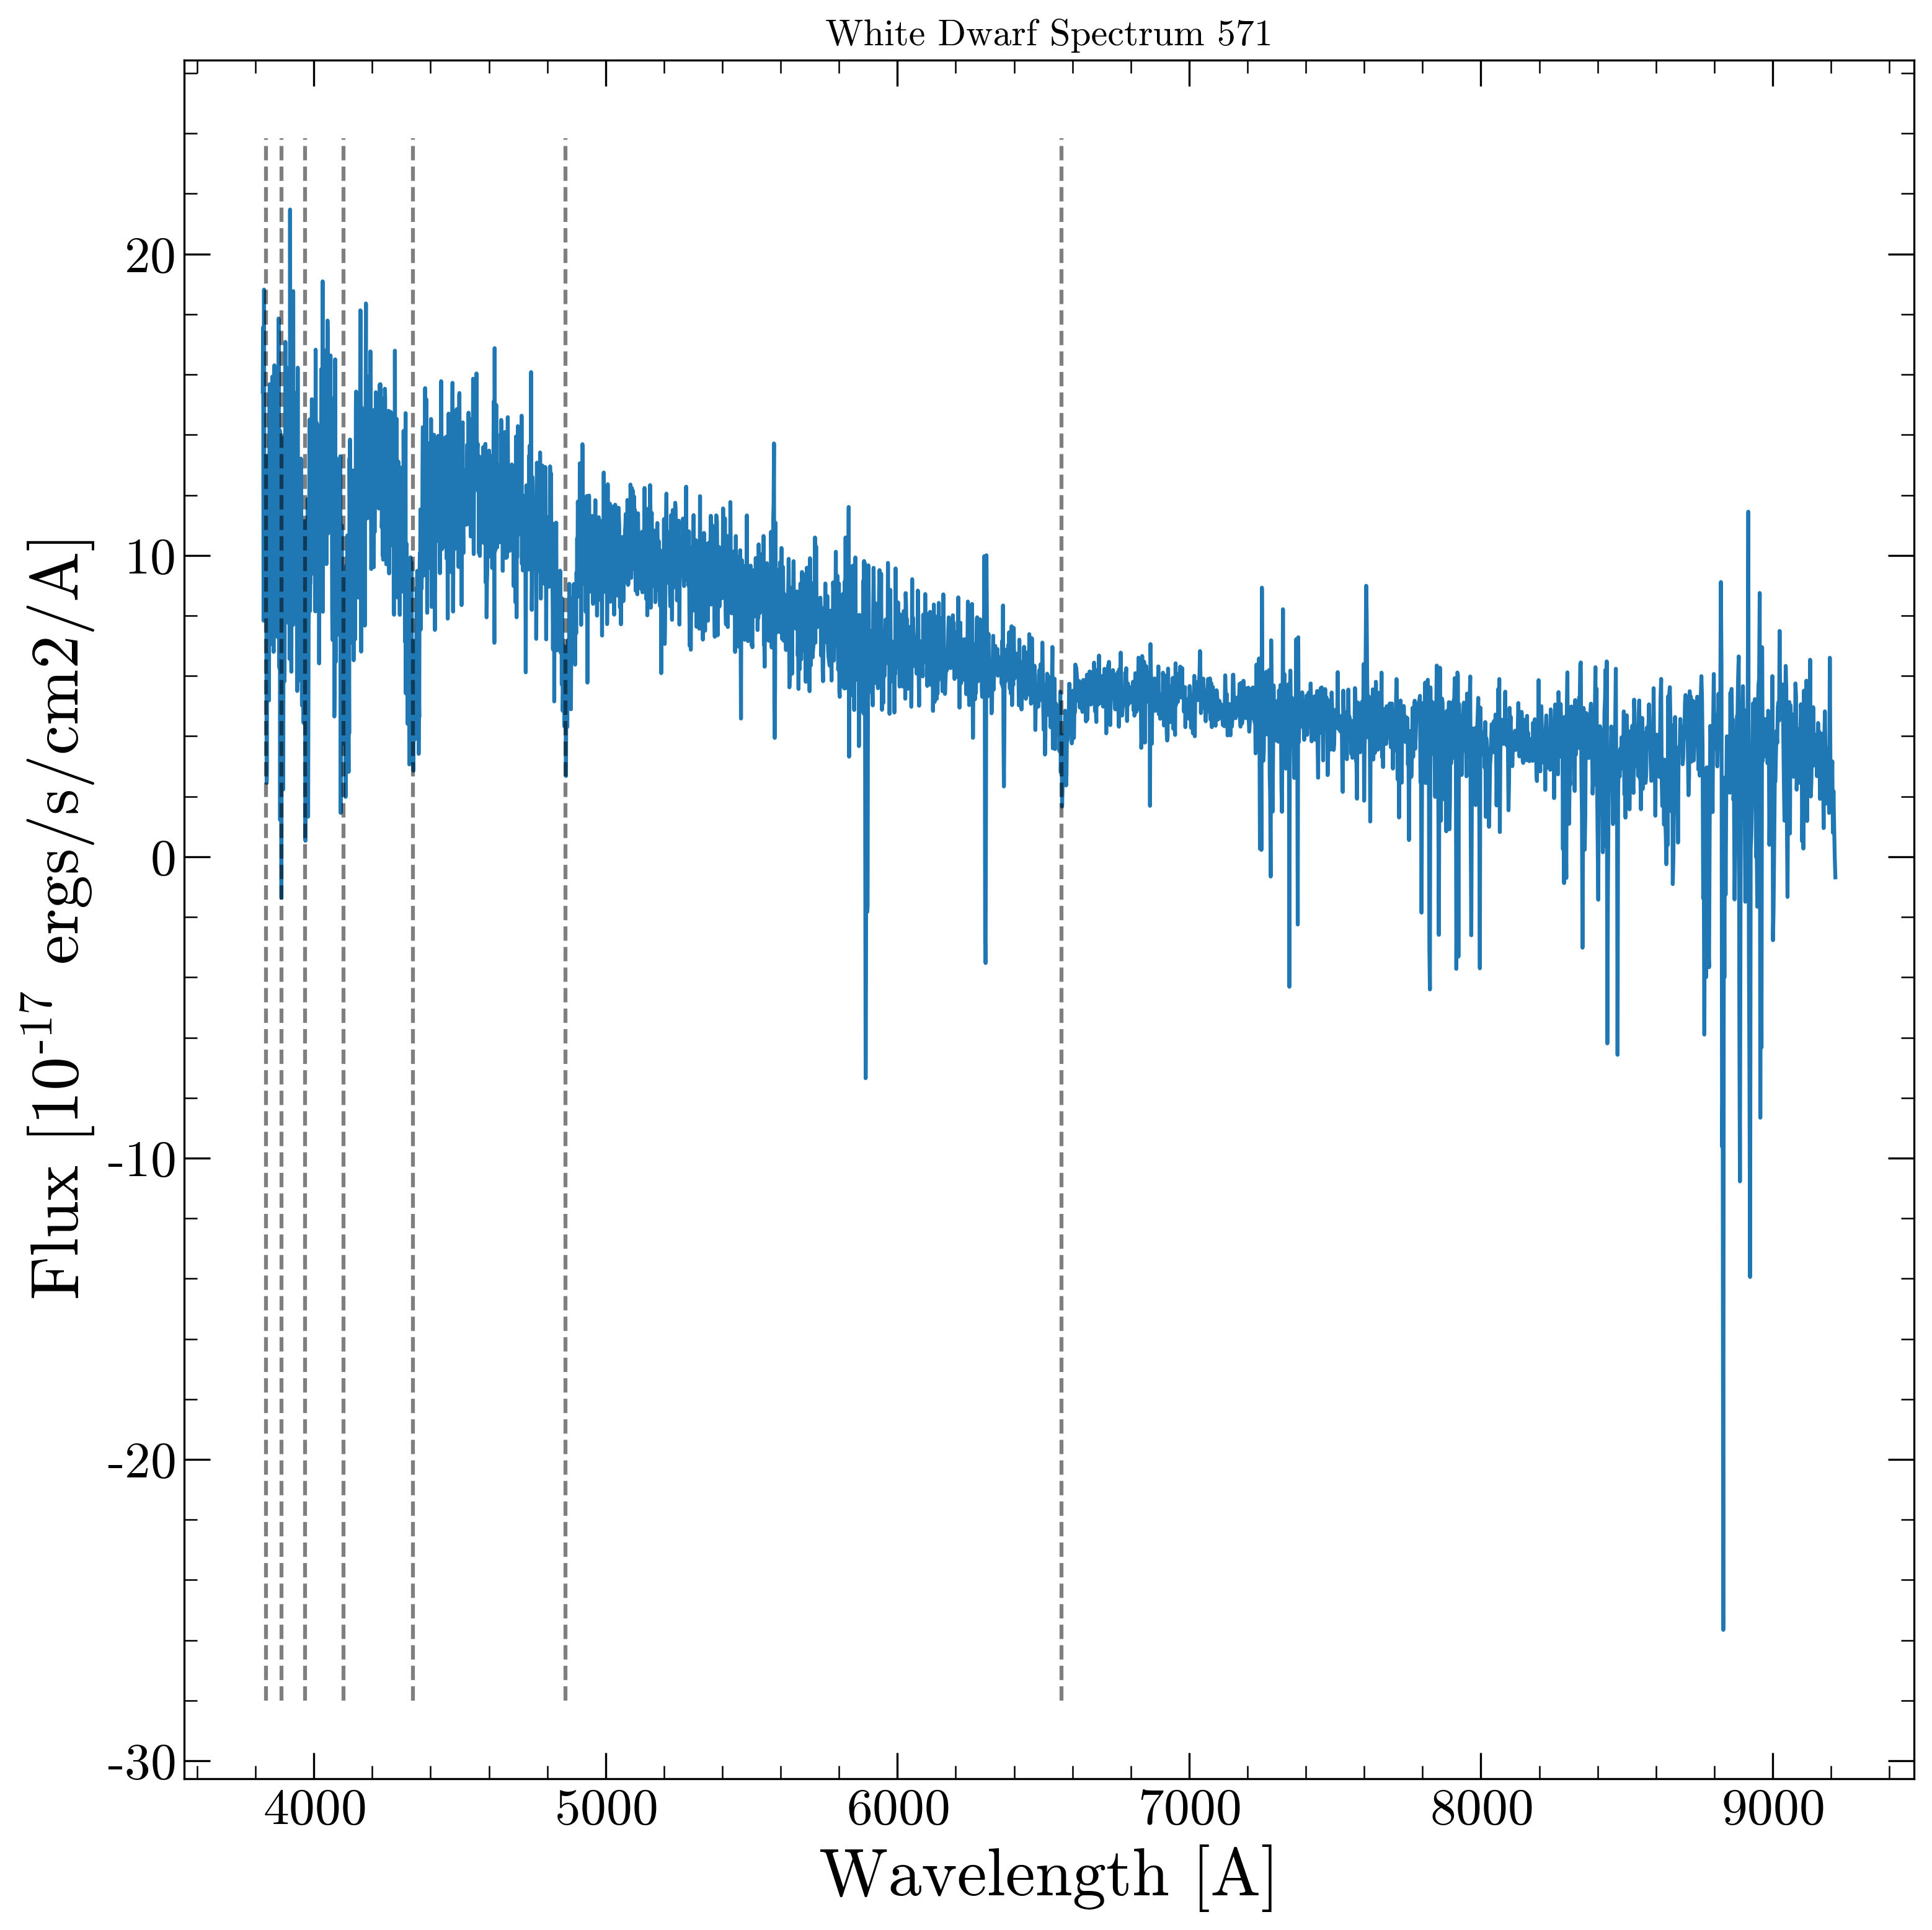 White Dwarf Spectrum 571
Flux [10^-17 ergs/s/cm2/A]
20
10
0
-10
-20
-30
4000 5000 6000 7000 8000 9000
Wavelength [A]